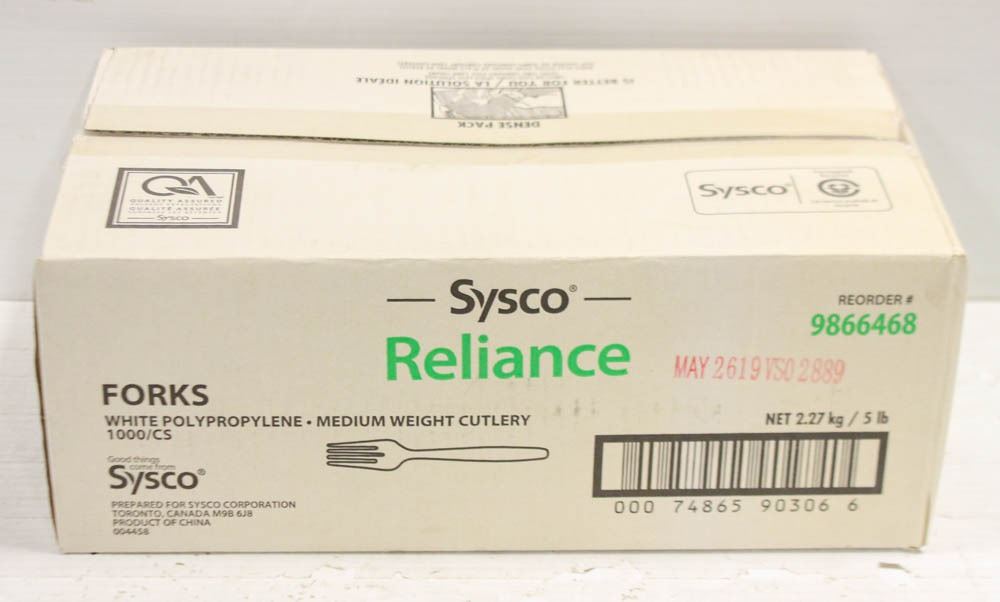 IS BETTER FOR YOU / LA SOLUTION IDÉALE
DENSE PACK
QA
QUALITY ASSURED
QUALITÉ ASSURÉE
Sysco
Sysco®
Sysco®
Reliance
REORDER #
9866468
MAY 2619 VSO 2889
FORKS
WHITE POLYPROPYLENE • MEDIUM WEIGHT CUTLERY
1000/CS
NET 2.27 kg / 5 lb
Good things
come from
Sysco®
PREPARED FOR SYSCO CORPORATION
TORONTO, CANADA M9B 6J8
PRODUCT OF CHINA
004458
000 74865 90306 6